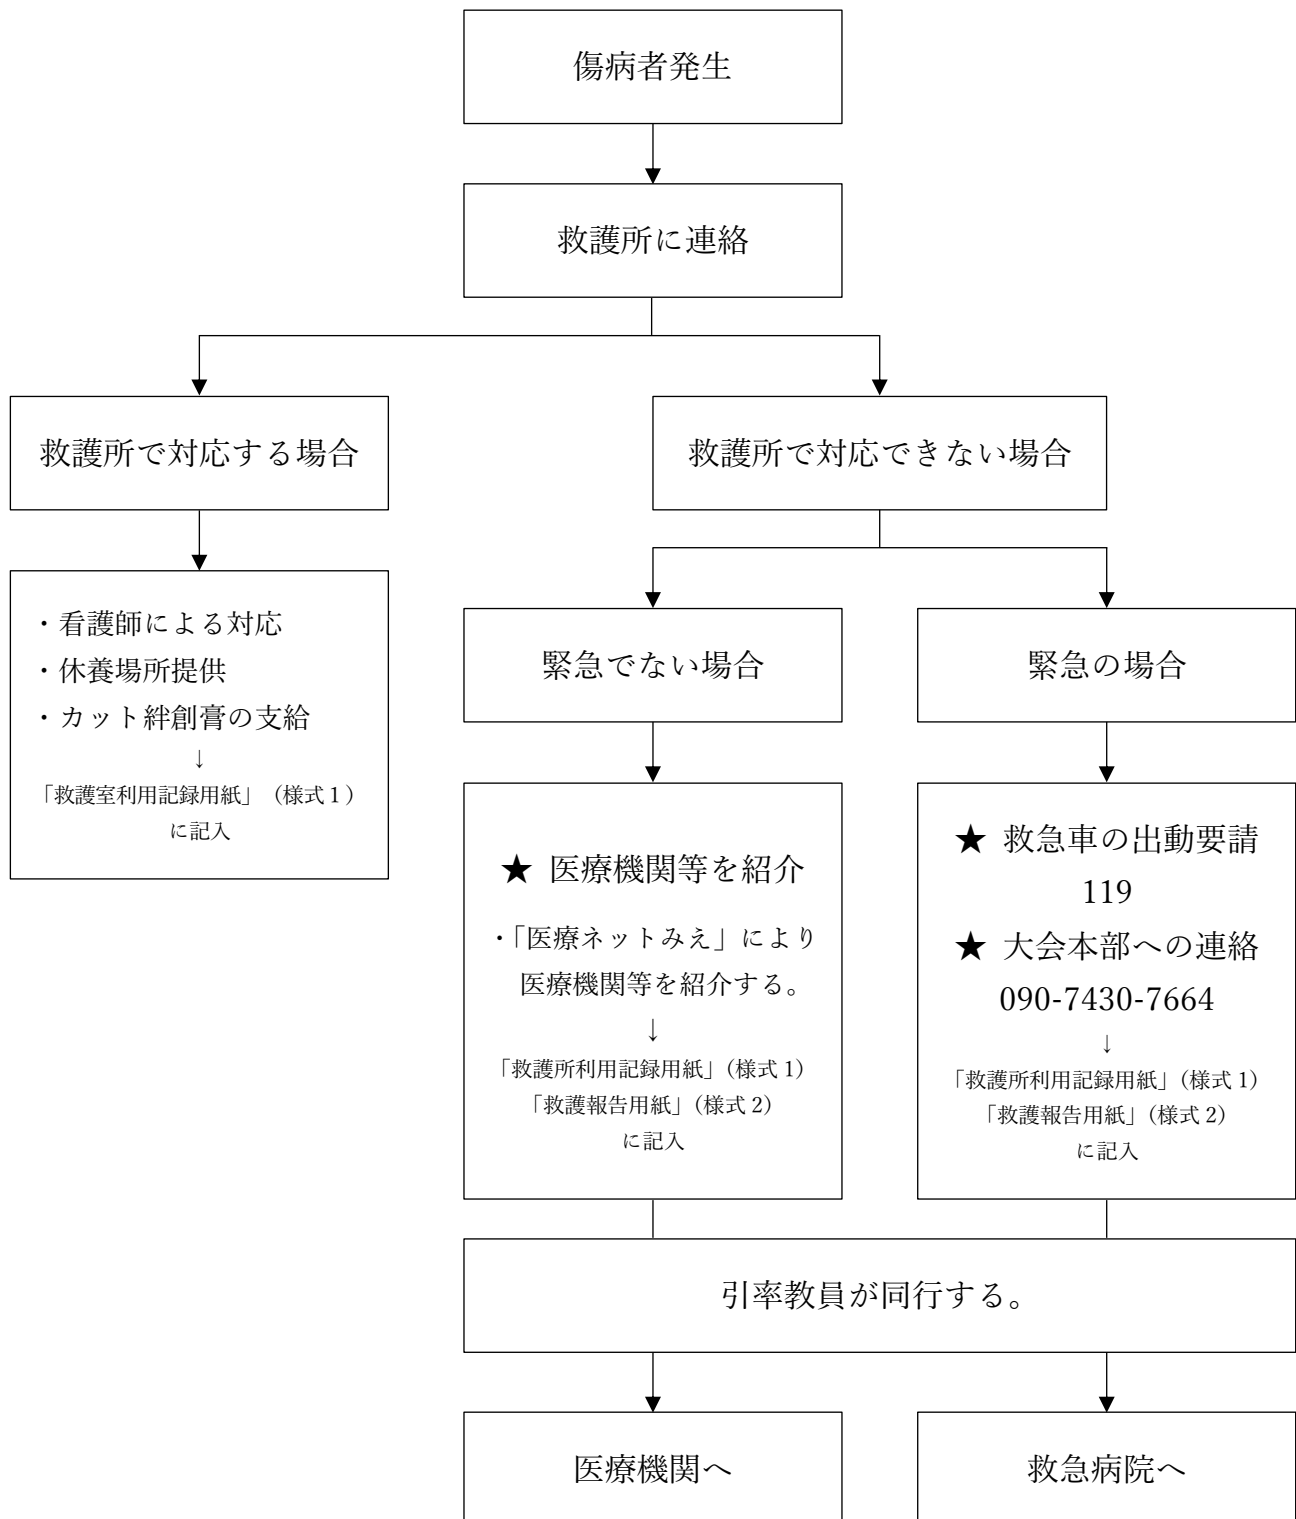 傷病者発生
救護所に連絡
救護所で対応する場合
救護所で対応できない場合
・看護師による対応
・休養場所提供
・カット絆創膏の支給
↓
「救護室利用記録用紙」（様式１）
に記入
緊急でない場合
緊急の場合
★ 医療機関等を紹介
・「医療ネットみえ」により
医療機関等を紹介する。
↓
「救護所利用記録用紙」（様式 1）
「救護報告用紙」（様式 2）
に記入
★ 救急車の出動要請
119
★ 大会本部への連絡
090-7430-7664
↓
「救護所利用記録用紙」（様式 1）
「救護報告用紙」（様式 2）
に記入
引率教員が同行する。
医療機関へ
救急病院へ